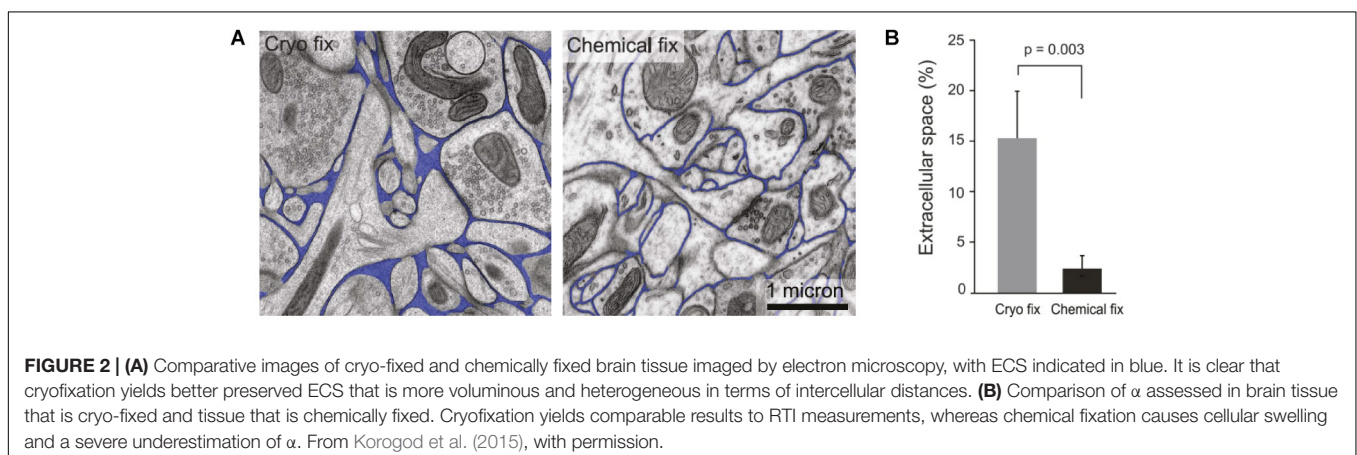 A
Cryo fix
Chemical fix
1 micron
B
25
20
15
10
5
0
p = 0.003
Extracellular space (%)
Cryo fix Chemical fix
FIGURE 2 | (A) Comparative images of cryo-fixed and chemically fixed brain tissue imaged by electron microscopy, with ECS indicated in blue. It is clear that
cryofixation yields better preserved ECS that is more voluminous and heterogeneous in terms of intercellular distances. (B) Comparison of α assessed in brain tissue
that is cryo-fixed and tissue that is chemically fixed. Cryofixation yields comparable results to RTI measurements, whereas chemical fixation causes cellular swelling
and a severe underestimation of α. From Korogod et al. (2015), with permission.